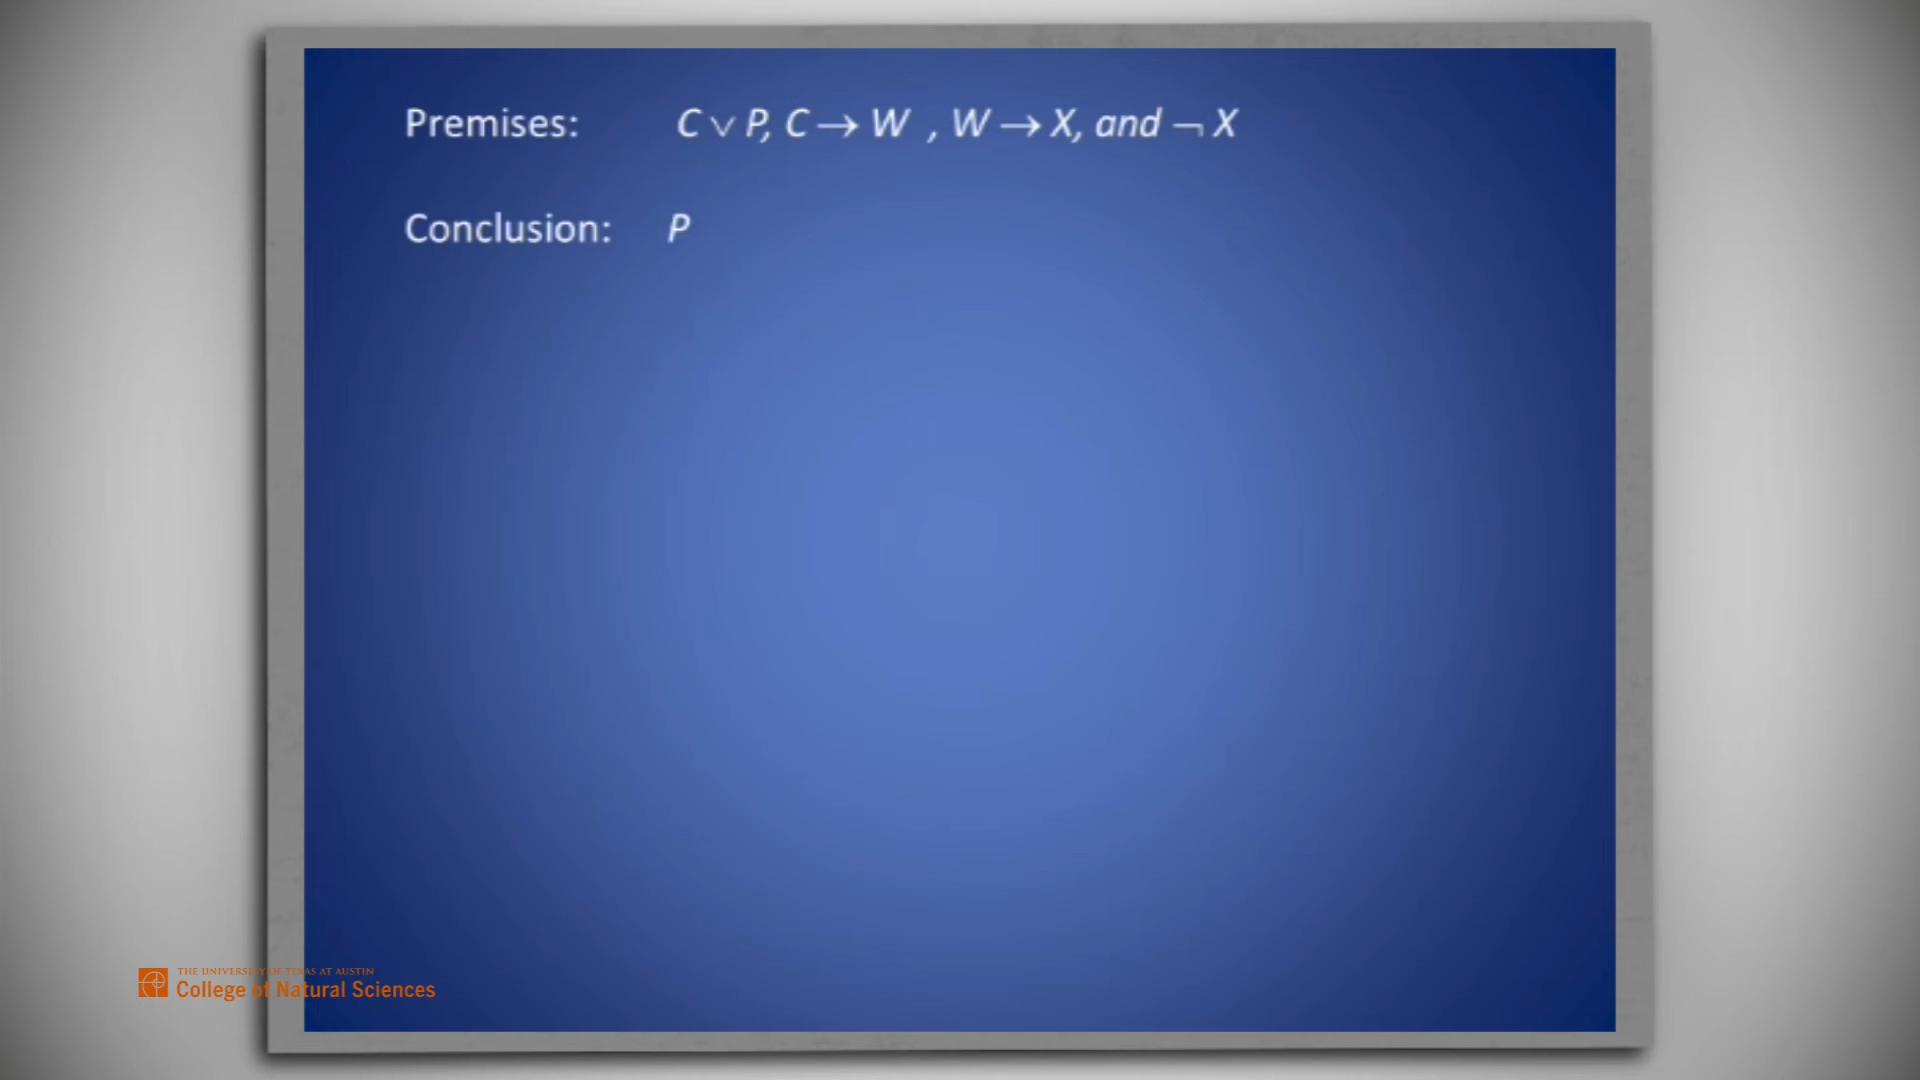 Premises: C ∨ P, C → W , W → X, and ¬ X
Conclusion: P
THE UNIVERSITY OF TEXAS AT AUSTIN
College of Natural Sciences